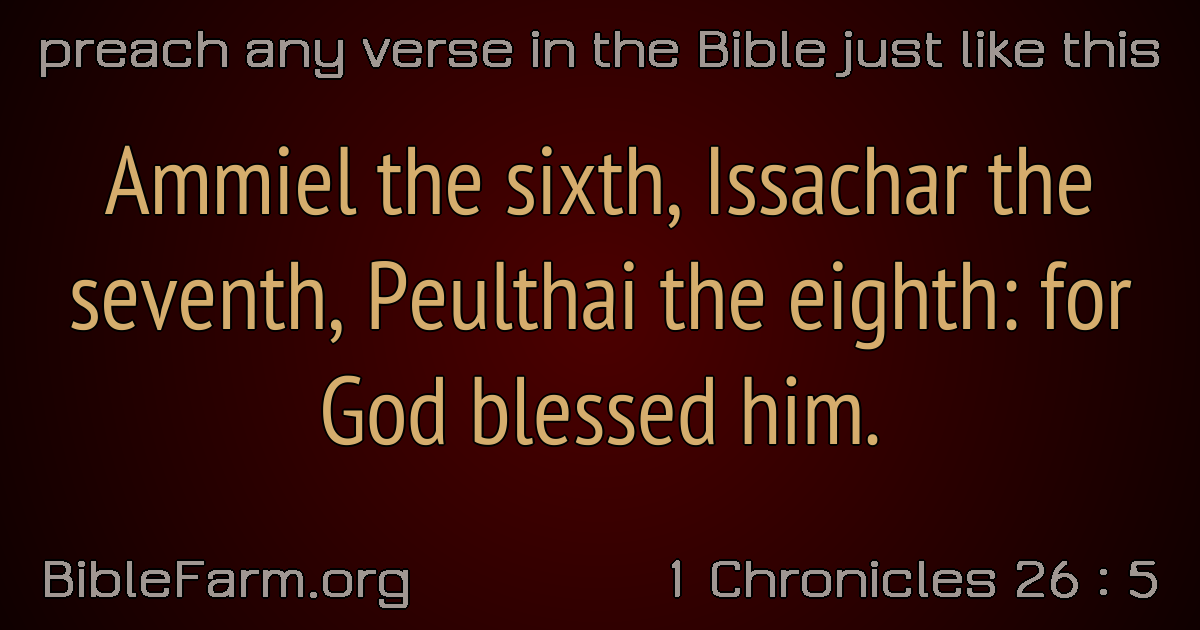 preach any verse in the Bible just like this
Ammiel the sixth, Issachar the
seventh, Peulthai the eighth: for
God blessed him.
BibleFarm.org
1 Chronicles 26 : 5